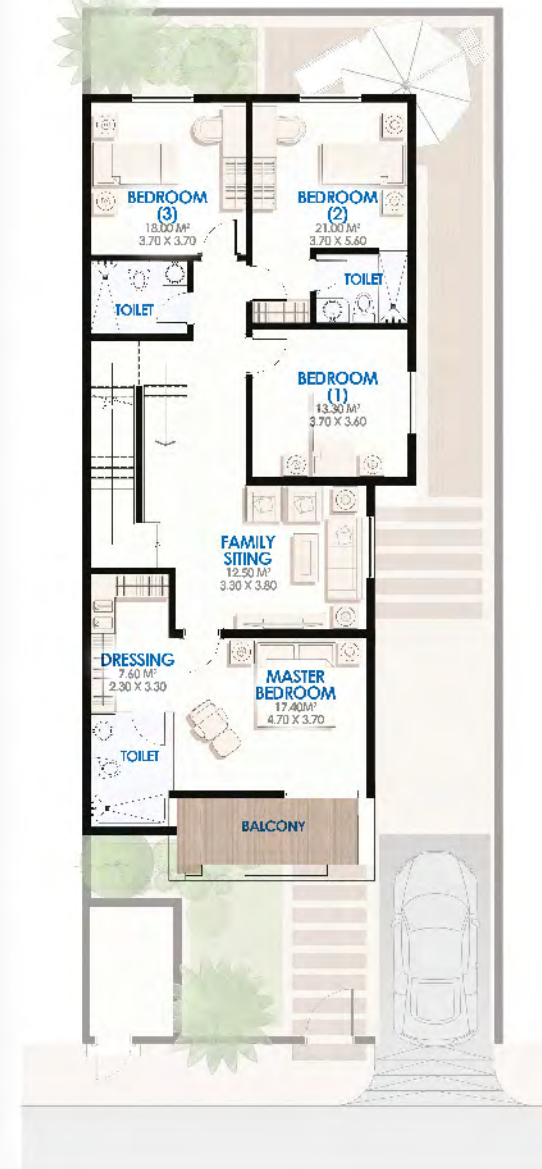 BEDROOM
(3)
18.00 M²
3.70 X 3.70
BEDROOM
(2)
21.00 M²
3.70 X 5.60
TOILET
TOILET
BEDROOM
(1)
13.30 M²
3.70 X 3.60
FAMILY
SITING
12.50 M²
3.30 X 3.80
DRESSING
7.60 M²
2.30 X 3.30
MASTER
BEDROOM
17.40M²
4.70 X 3.70
TOILET
BALCONY